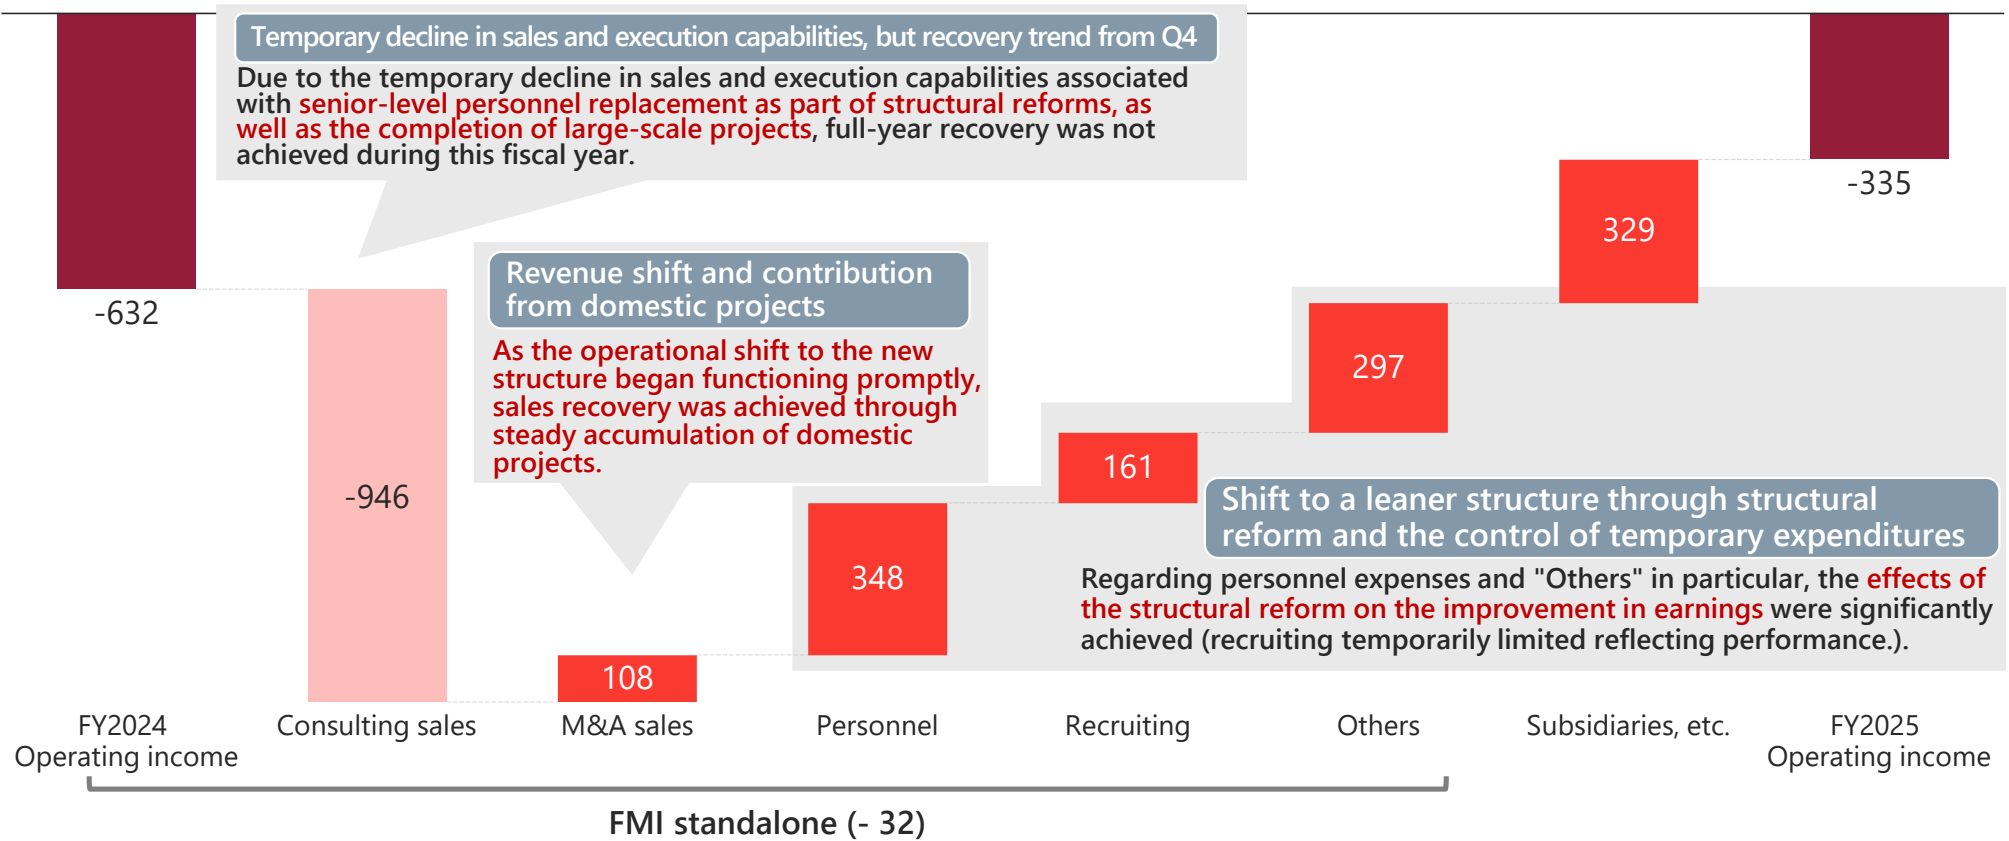 Temporary decline in sales and execution capabilities, but recovery trend from Q4
Due to the temporary decline in sales and execution capabilities associated
with senior-level personnel replacement as part of structural reforms, as
well as the completion of large-scale projects, full-year recovery was not
achieved during this fiscal year.
-335
329
Revenue shift and contribution
from domestic projects
-632
As the operational shift to the new
structure began functioning promptly,
sales recovery was achieved through
steady accumulation of domestic
projects.
297
161
-946
Shift to a leaner structure through structural
reform and the control of temporary expenditures
348
Regarding personnel expenses and "Others" in particular, the effects of
the structural reform on the improvement in earnings were significantly
achieved (recruiting temporarily limited reflecting performance.).
108
FY2024
Operating income
Consulting sales
M&A sales
Personnel
Recruiting
Others
Subsidiaries, etc.
FY2025
Operating income
FMI standalone (- 32)